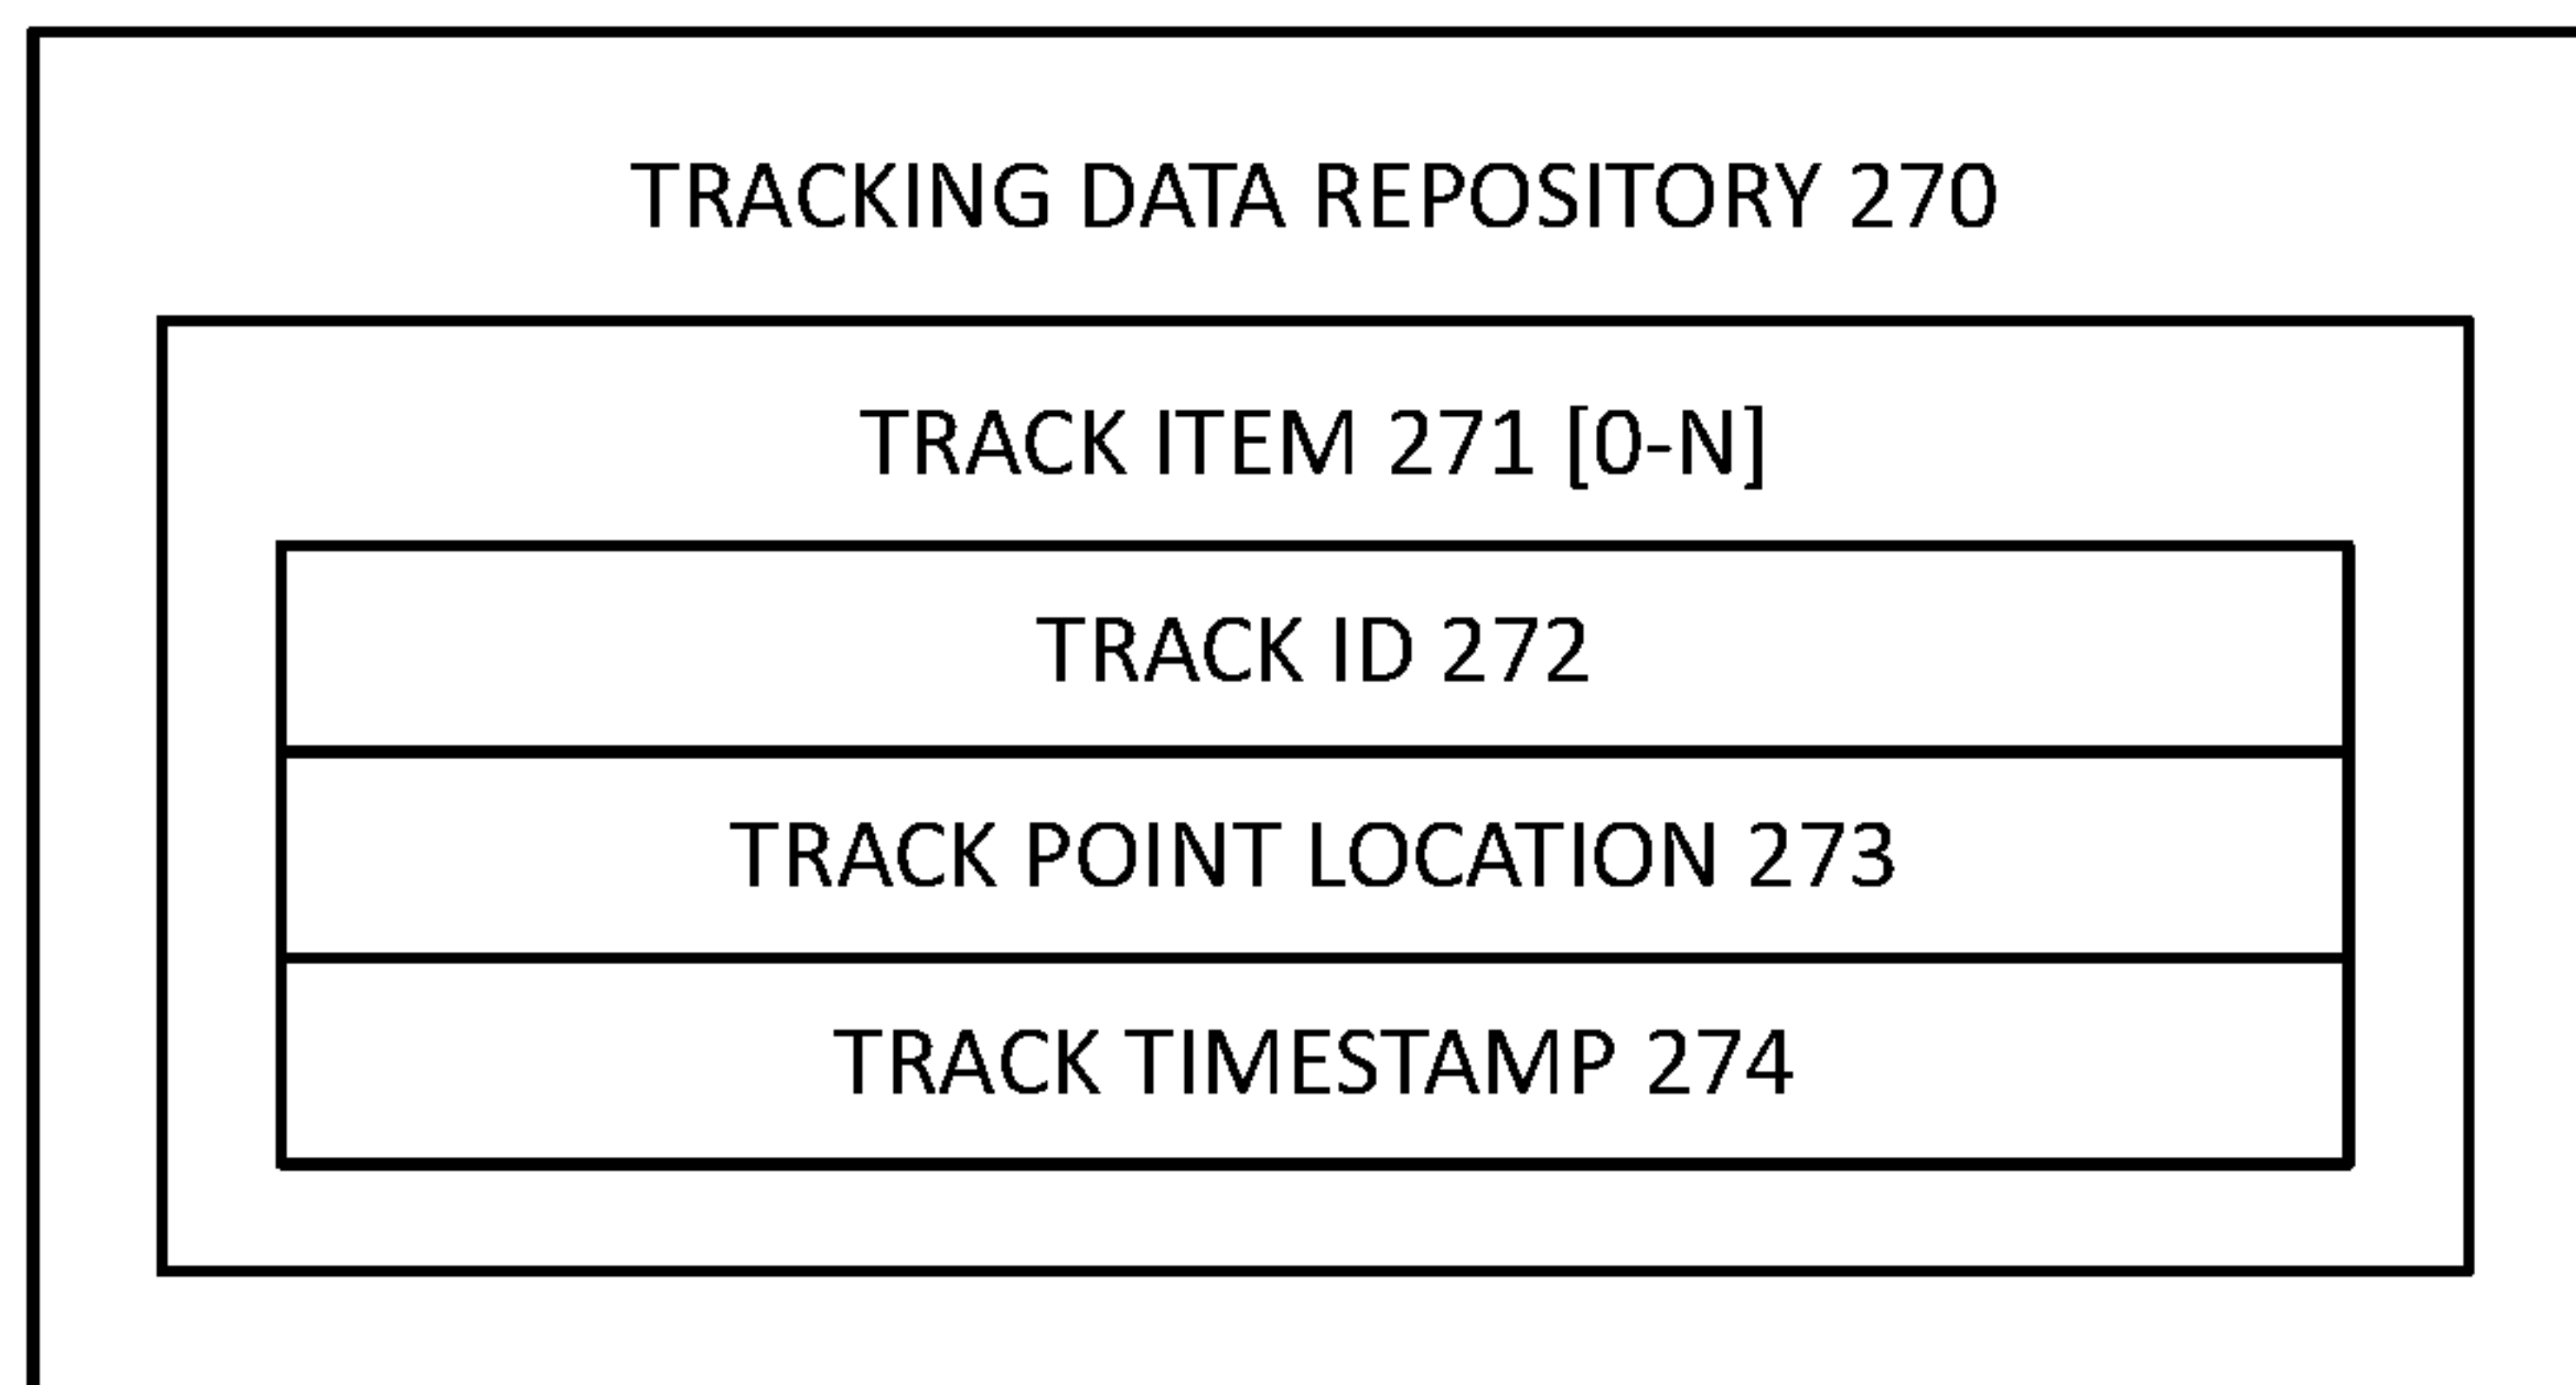 TRACKING DATA REPOSITORY 270
TRACK ITEM 271 [0-N]
TRACK ID 272
TRACK POINT LOCATION 273
TRACK TIMESTAMP 274